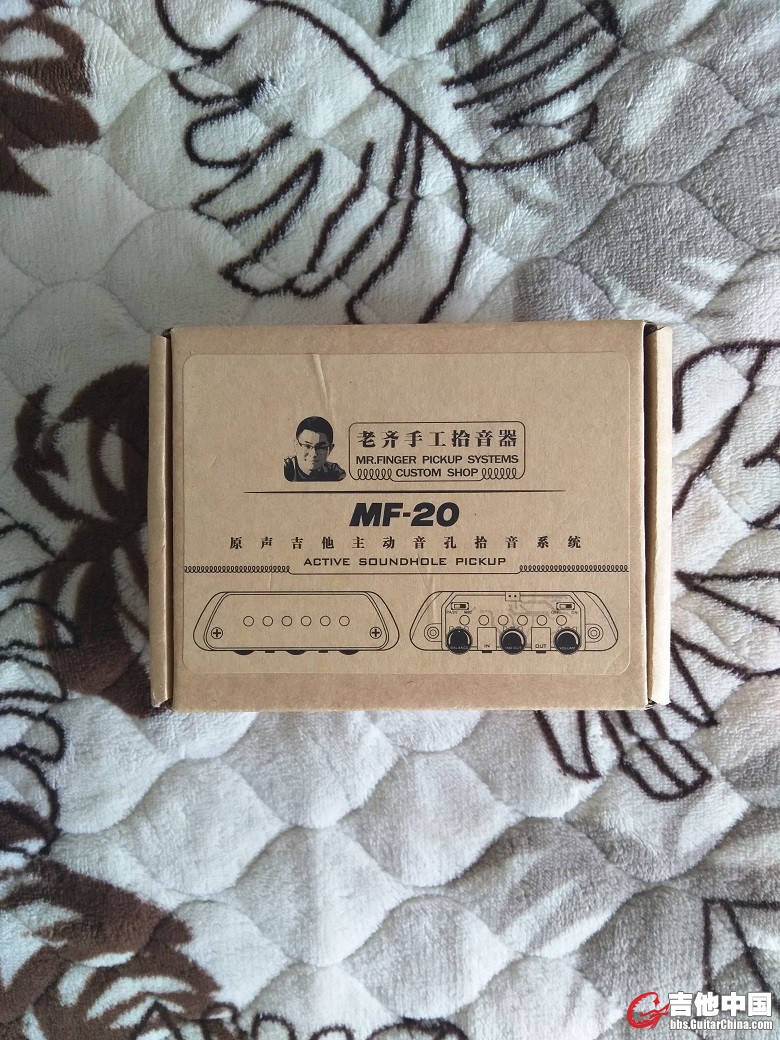 老齐手工拾音器
MR.FINGER PICKUP SYSTEMS
CUSTOM SHOP
MF-20
原声吉他主动音孔拾音系统
ACTIVE SOUNDHOLE PICKUP
BALANCE
IN
OUT
VOLUME
吉他中国
bbs.GuitarChina.com